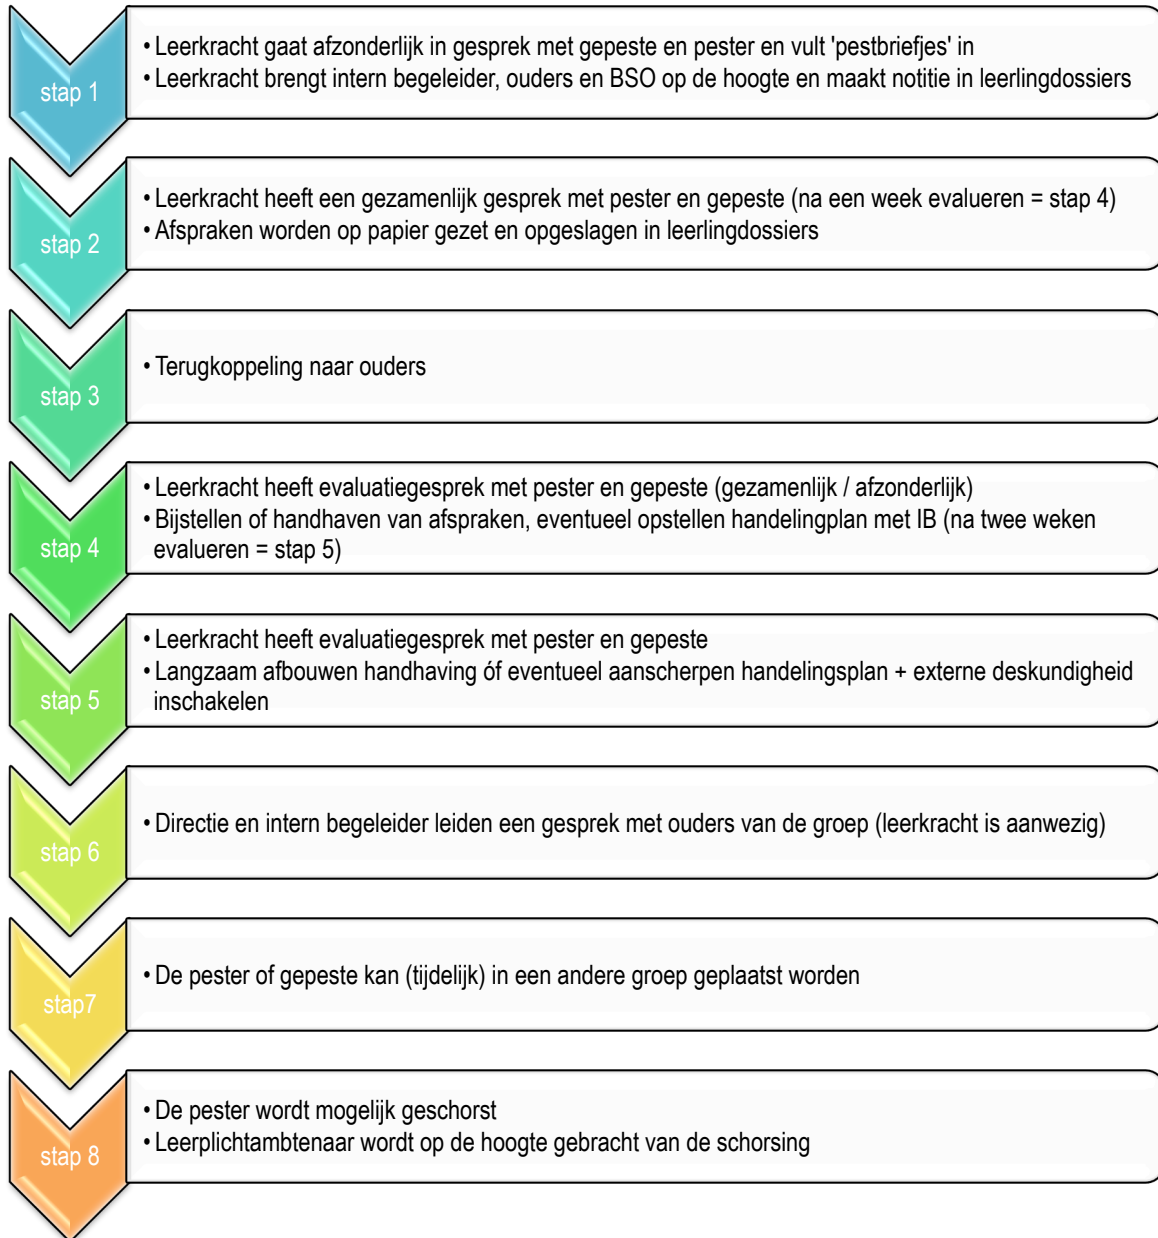 stap 1
• Leerkracht gaat afzonderlijk in gesprek met gepeste en pester en vult 'pestbriefjes' in
• Leerkracht brengt intern begeleider, ouders en BSO op de hoogte en maakt notitie in leerlingdossiers
stap 2
• Leerkracht heeft een gezamenlijk gesprek met pester en gepeste (na een week evalueren = stap 4)
• Afspraken worden op papier gezet en opgeslagen in leerlingdossiers
stap 3
• Terugkoppeling naar ouders
stap 4
• Leerkracht heeft evaluatiegesprek met pester en gepeste (gezamenlijk / afzonderlijk)
• Bijstellen of handhaven van afspraken, eventueel opstellen handelingplan met IB (na twee weken
evalueren = stap 5)
stap 5
• Leerkracht heeft evaluatiegesprek met pester en gepeste
• Langzaam afbouwen handhaving óf eventueel aanscherpen handelingsplan + externe deskundigheid
inschakelen
stap 6
• Directie en intern begeleider leiden een gesprek met ouders van de groep (leerkracht is aanwezig)
stap7
• De pester of gepeste kan (tijdelijk) in een andere groep geplaatst worden
stap 8
• De pester wordt mogelijk geschorst
• Leerplichtambtenaar wordt op de hoogte gebracht van de schorsing